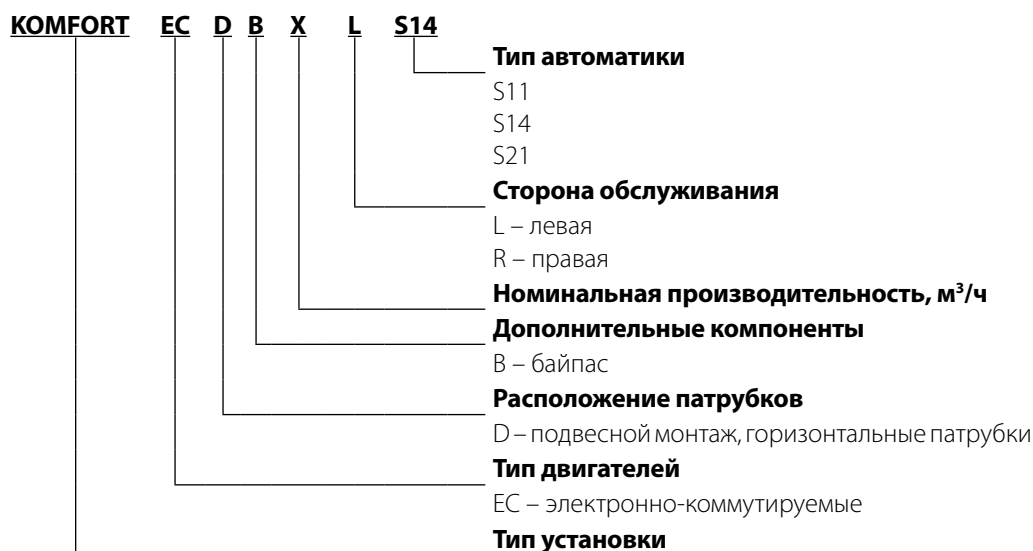 KOMFORT EC D B X L S14
Тип автоматики
S11
S14
S21
Сторона обслуживания
L – левая
R – правая
Номинальная производительность, м³/ч
Дополнительные компоненты
B – байпас
Расположение патрубков
D – подвесной монтаж, горизонтальные патрубки
Тип двигателей
EC – электронно-коммутируемые
Тип установки